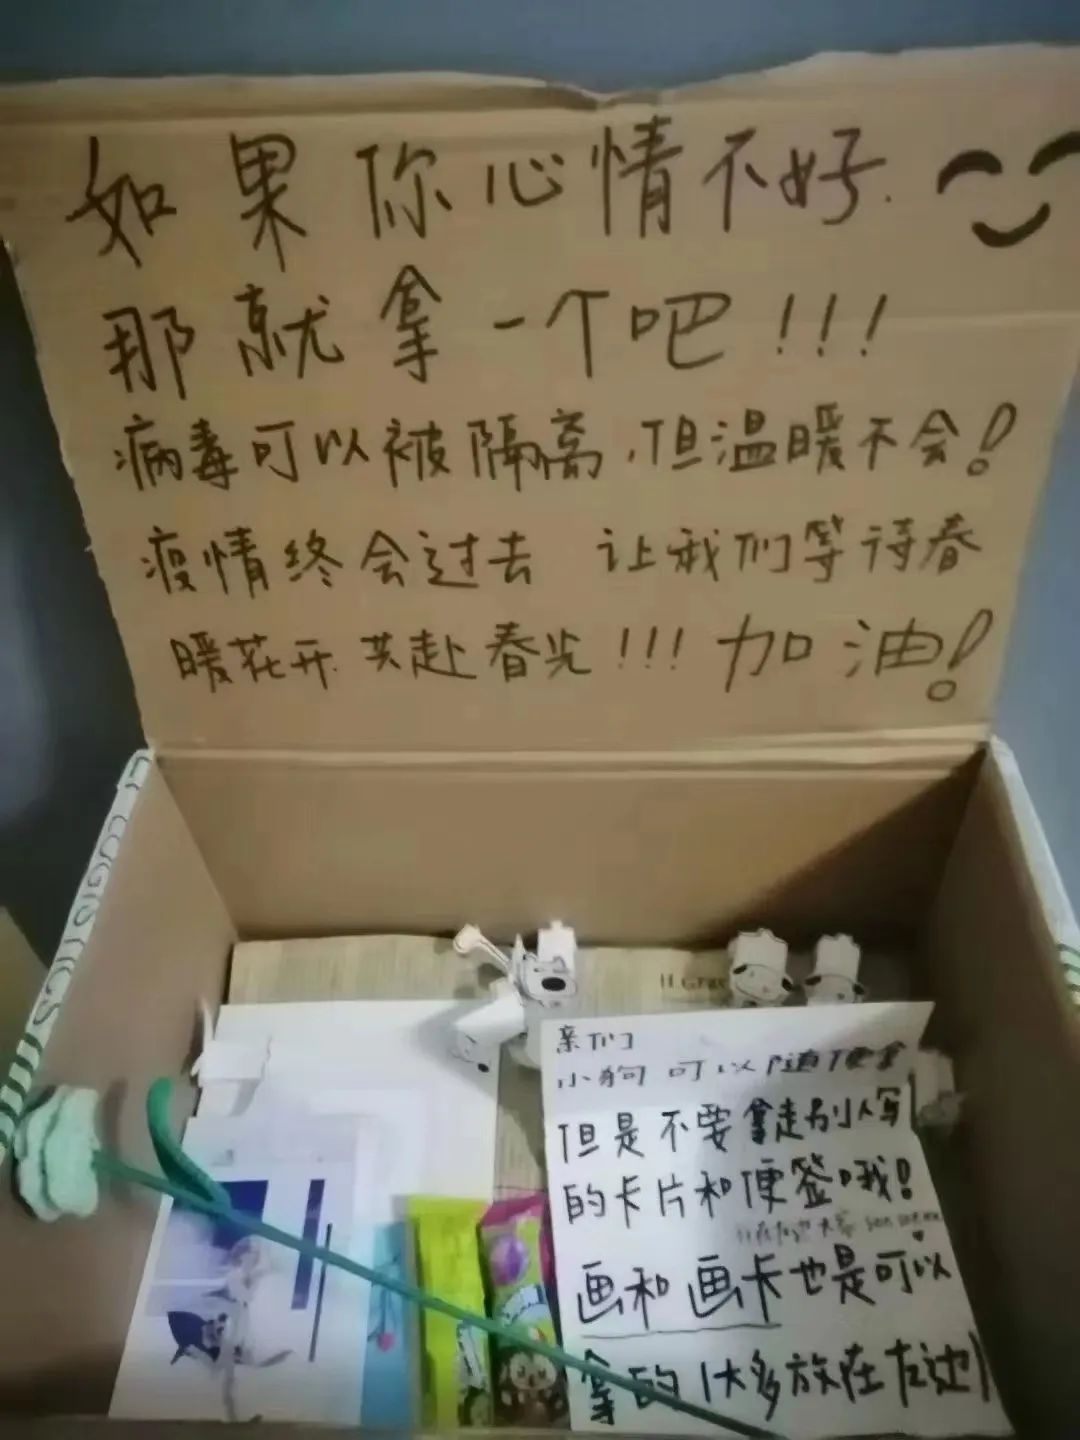 如果你心情不好.
那就拿一个吧!!!
病毒可以被隔离,但温暖不会!
疫情终会过去 让我们等待春
暖花开.共赴春光!!!加油!
LOGISTICS
亲们
小狗可以随便拿
但是不要拿走别人写
的卡片和便签哦!
画和画卡也是可以
拿的(大多放在左边)